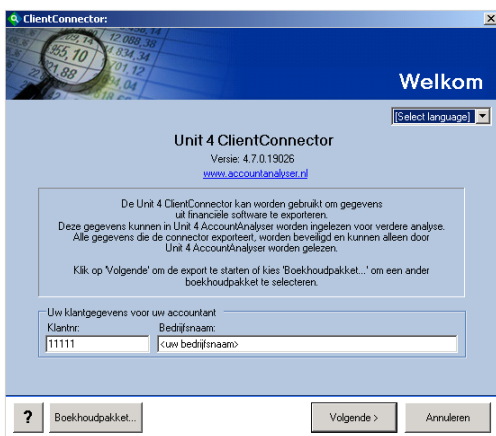 ClientConnector:
Welkom
[Select language]
Unit 4 ClientConnector
Versie: 4.7.0.19026
www.accountanalyser.nl
De Unit 4 ClientConnector kan worden gebruikt om gegevens
uit financiële software te exporteren.
Deze gegevens kunnen in Unit 4 AccountAnalyser worden ingelezen voor verdere analyse.
Alle gegevens die de connector exporteert, worden beveiligd en kunnen alleen door
Unit 4 AccountAnalyser worden gelezen.
Klik op 'Volgende' om de export te starten of kies 'Boekhoudpakket...' om een ander
boekhoudpakket te selecteren.
Uw klantgegevens voor uw accountant
Klantnr: Bedrijfsnaam:
11111 <uw bedrijfsnaam>
? Boekhoudpakket... Volgende > Annuleren